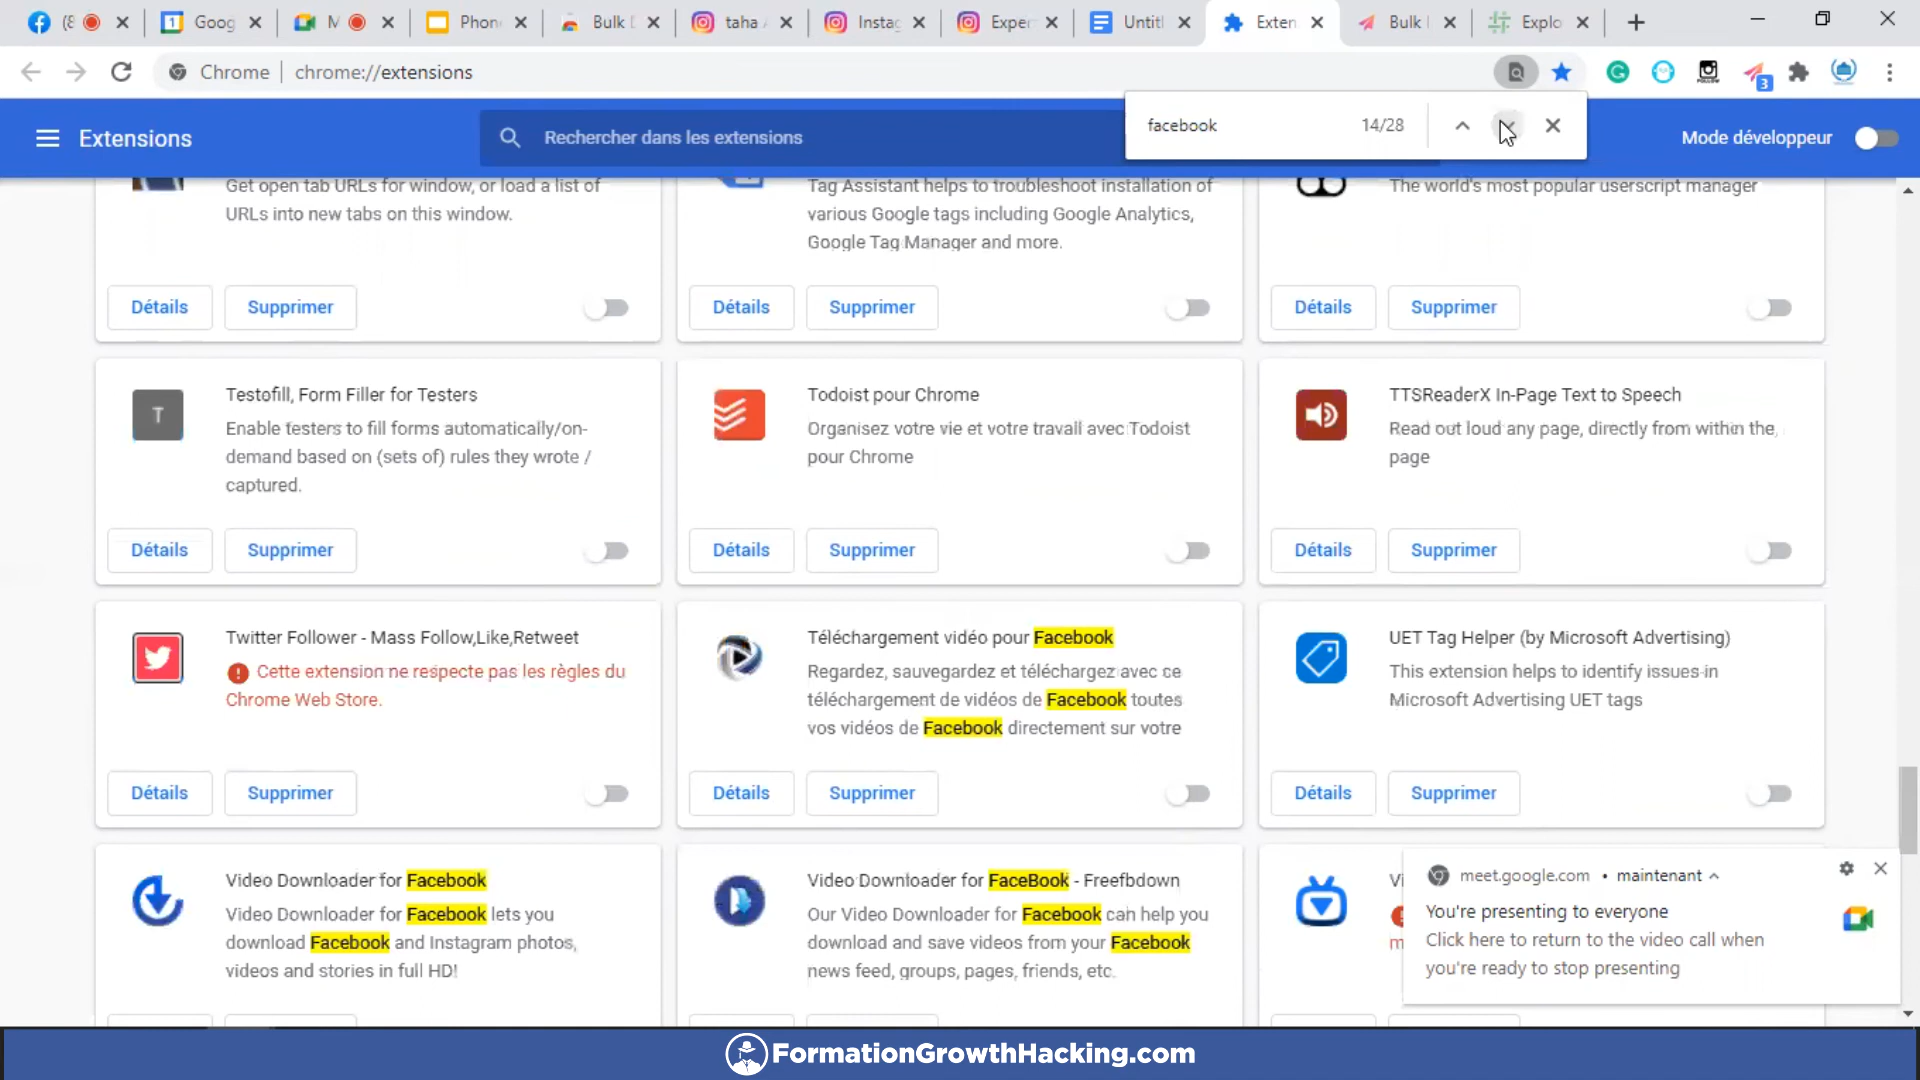 (8
Goog
M
Phon
Bulk D
taha
Instag
Expe
Untitl
Exten
Bulk
Explo
Chrome
chrome://extensions
3
facebook
14/28
Extensions
Rechercher dans les extensions
Mode développeur
Get open tab URLs for window, or load a list of
URLs into new tabs on this window.
Tag Assistant helps to troubleshoot installation of
various Google tags including Google Analytics,
Google Tag Manager and more.
The world's most popular userscript manager
Détails
Supprimer
Détails
Supprimer
Détails
Supprimer
T
Testofill, Form Filler for Testers
Enable testers to fill forms automatically/on-
demand based on (sets of) rules they wrote /
captured.
Todoist pour Chrome
Organisez votre vie et votre travail avec Todoist
pour Chrome
TTSReaderX In-Page Text to Speech
Read out loud any page, directly from within the
page
Détails
Supprimer
Détails
Supprimer
Détails
Supprimer
Twitter Follower - Mass Follow,Like,Retweet
Cette extension ne respecte pas les règles du
Chrome Web Store.
Téléchargement vidéo pour Facebook
Regardez, sauvegardez et téléchargez avec ce
téléchargement de vidéos de Facebook toutes
vos vidéos de Facebook directement sur votre
UET Tag Helper (by Microsoft Advertising)
This extension helps to identify issues in
Microsoft Advertising UET tags
Détails
Supprimer
Détails
Supprimer
Détails
Supprimer
Video Downloader for Facebook
Video Downloader for Facebook lets you
download Facebook and Instagram photos,
videos and stories in full HD!
Video Downloader for FaceBook - Freefbdown
Our Video Downloader for Facebook can help you
download and save videos from your Facebook
news feed, groups, pages, friends, etc.
Vi
m
meet.google.com • maintenant
You're presenting to everyone
Click here to return to the video call when
you're ready to stop presenting
FormationGrowthHacking.com